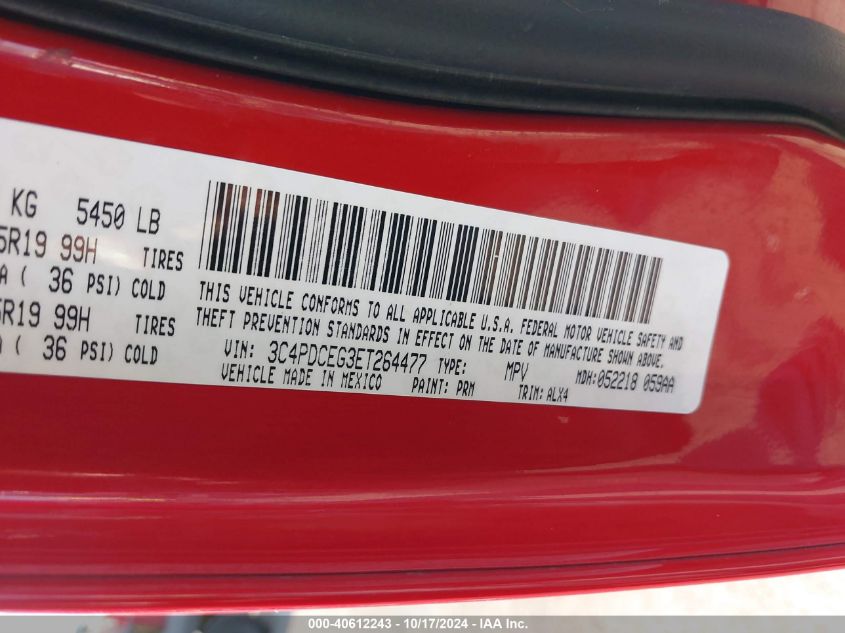 KG 5450 LB
5R19 99H TIRES
A ( 36 PSI) COLD
5R19 99H TIRES
A ( 36 PSI) COLD
THIS VEHICLE CONFORMS TO ALL APPLICABLE U.S.A. FEDERAL MOTOR VEHICLE SAFETY AND
THEFT PREVENTION STANDARDS IN EFFECT ON THE DATE OF MANUFACTURE SHOWN ABOVE.
VIN: 3C4PDCEG3ET264477 TYPE: MPV MDH:052218 059AA
VEHICLE MADE IN MEXICO PAINT: PRM TRIM: ALX4
000-40612243 - 10/17/2024 - IAA Inc.